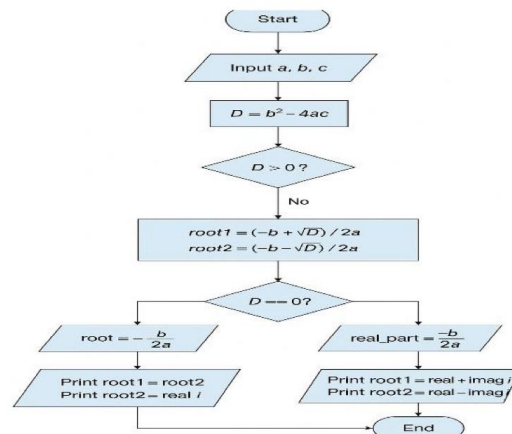 Start
Input a, b, c
D = b² – 4ac
D > 0 ?
No
root1 = (–b + √D) / 2a
root2 = (–b – √D) / 2a
D == 0?
root = – b/2a
real_part = –b/2a
Print root1 = root2
Print root2 = real i
Print root1 = real + imag i
Print root2 = real – imag i
End